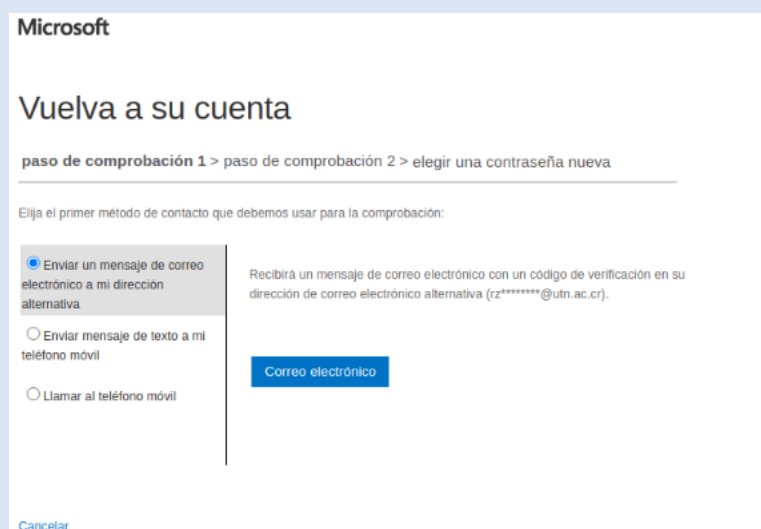 Microsoft
Vuelva a su cuenta
paso de comprobación 1 > paso de comprobación 2 > elegir una contraseña nueva
Elija el primer método de contacto que debemos usar para la comprobación:
Enviar un mensaje de correo
electrónico a mi dirección
alternativa
Enviar mensaje de texto a mi
teléfono móvil
Llamar al teléfono móvil
Recibirá un mensaje de correo electrónico con un código de verificación en su
dirección de correo electrónico alternativa (rz********@utn.ac.cr).
Correo electrónico
Cancelar